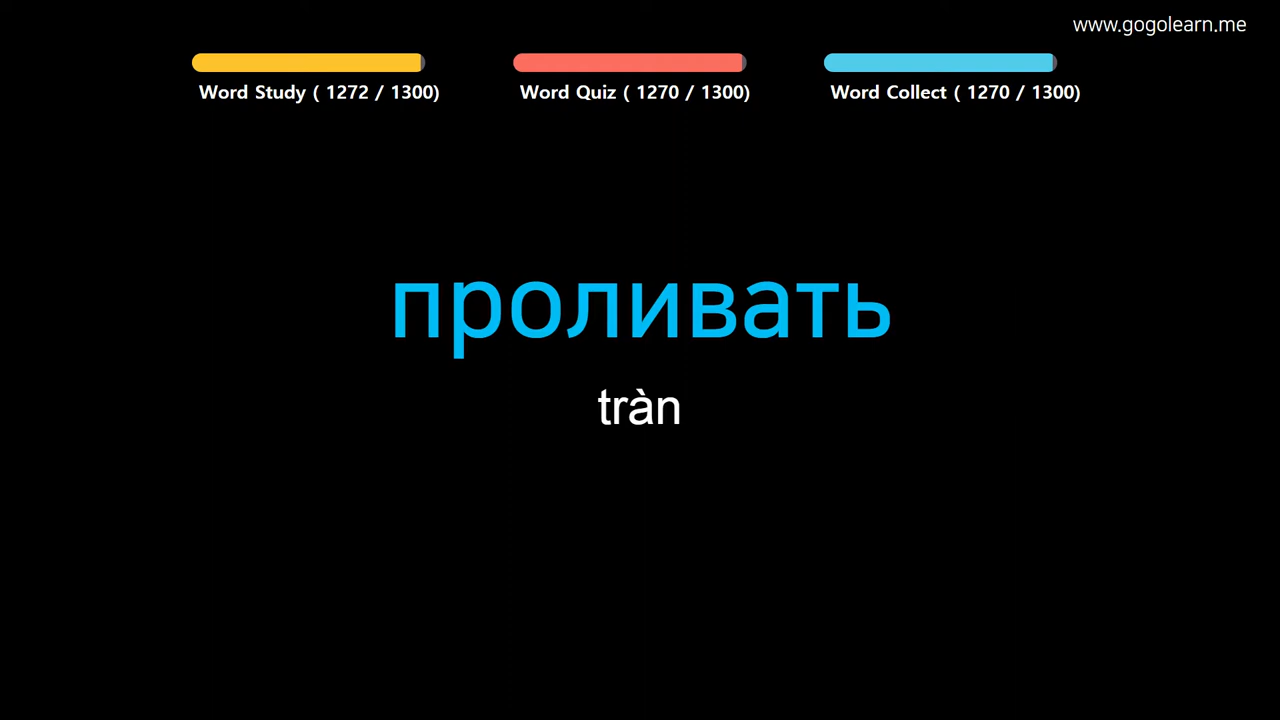 www.gogolearn.me
Word Study ( 1272 / 1300)
Word Quiz ( 1270 / 1300)
Word Collect ( 1270 / 1300)
проливать
tràn